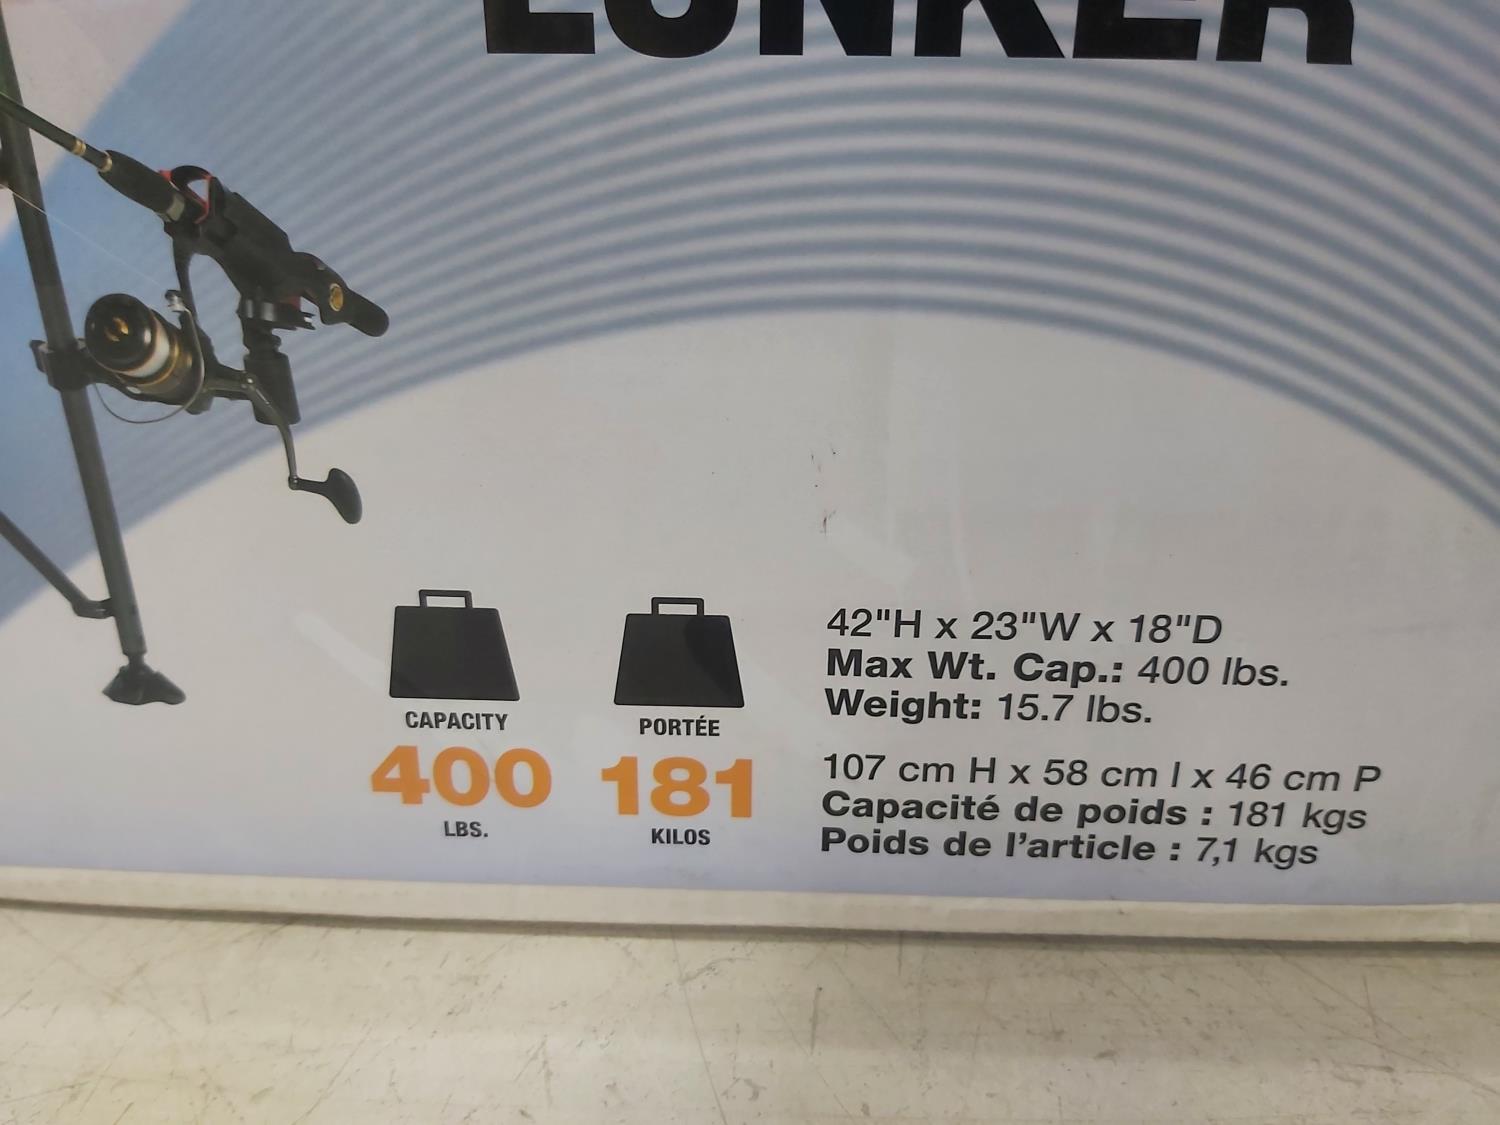 LUNKER
CAPACITY
400
LBS.
PORTÉE
181
KILOS
42"H x 23"W x 18"D
Max Wt. Cap.: 400 lbs.
Weight: 15.7 lbs.
107 cm H x 58 cm l x 46 cm P
Capacité de poids : 181 kgs
Poids de l'article : 7,1 kgs